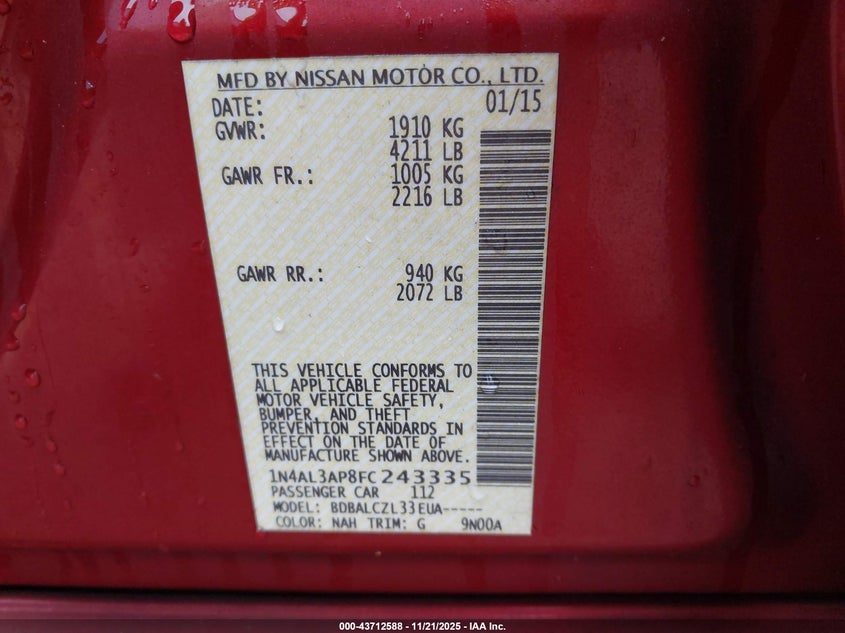 MFD BY NISSAN MOTOR CO., LTD.
DATE: 01/15
GVWR: 1910 KG
4211 LB
GAWR FR.: 1005 KG
2216 LB
GAWR RR.: 940 KG
2072 LB
THIS VEHICLE CONFORMS TO
ALL APPLICABLE FEDERAL
MOTOR VEHICLE SAFETY,
BUMPER, AND THEFT
PREVENTION STANDARDS IN
EFFECT ON THE DATE OF
MANUFACTURE SHOWN ABOVE.
1N4AL3AP8FC243335
PASSENGER CAR 112
MODEL: BDBALCZL33EUA-----
COLOR: NAH TRIM: G 9N00A
000-43712588 - 11/21/2025 - IAA Inc.